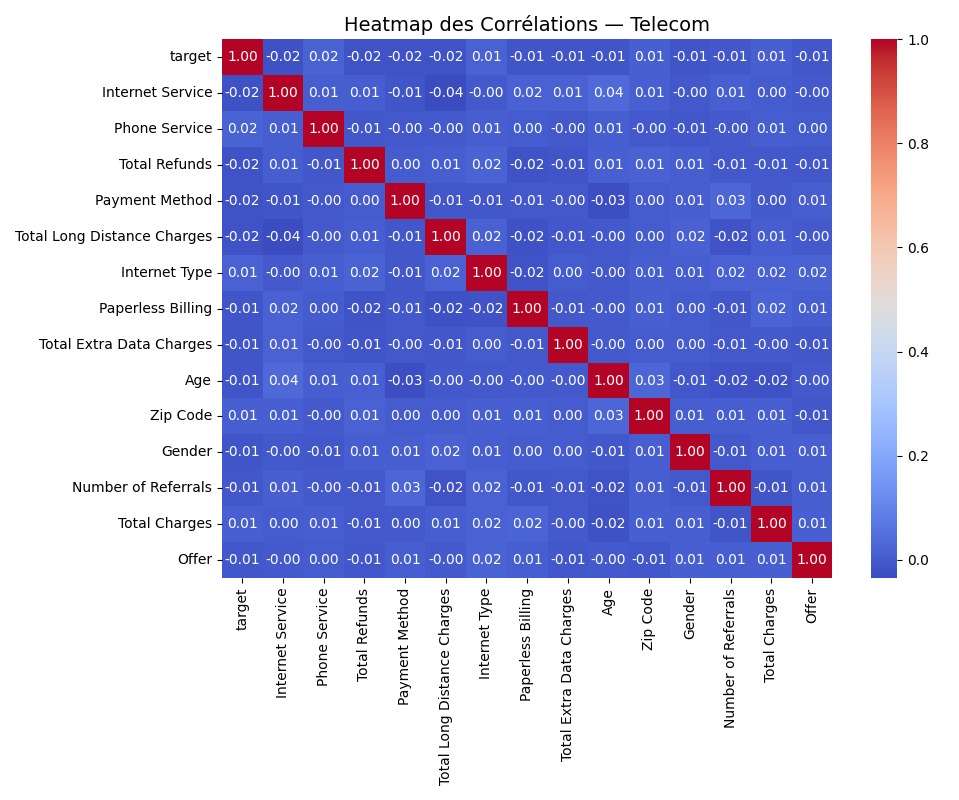 Heatmap des Corrélations — Telecom
target 1.00 -0.02 0.02 -0.02 -0.02 -0.02 0.01 -0.01 -0.01 -0.01 0.01 -0.01 -0.01 0.01 -0.01
Internet Service -0.02 1.00 0.01 0.01 -0.01 -0.04 -0.00 0.02 0.01 0.04 0.01 -0.00 0.01 0.00 -0.00
Phone Service 0.02 0.01 1.00 -0.01 -0.00 -0.00 0.01 0.00 -0.00 0.01 -0.00 -0.01 -0.00 0.01 0.00
Total Refunds -0.02 0.01 -0.01 1.00 0.00 0.01 0.02 -0.02 -0.01 0.01 0.01 0.01 -0.01 -0.01 -0.01
Payment Method -0.02 -0.01 -0.00 0.00 1.00 -0.01 -0.01 -0.01 -0.00 -0.03 0.00 0.01 0.03 0.00 0.01
Total Long Distance Charges -0.02 -0.04 -0.00 0.01 -0.01 1.00 0.02 -0.02 -0.01 -0.00 0.00 0.02 -0.02 0.01 -0.00
Internet Type 0.01 -0.00 0.01 0.02 -0.01 0.02 1.00 -0.02 0.00 -0.00 0.01 0.01 0.02 0.02 0.02
Paperless Billing -0.01 0.02 0.00 -0.02 -0.01 -0.02 -0.02 1.00 -0.01 -0.00 0.01 0.00 -0.01 0.02 0.01
Total Extra Data Charges -0.01 0.01 -0.00 -0.01 -0.00 -0.01 0.00 -0.01 1.00 -0.00 0.00 0.00 -0.01 -0.00 -0.01
Age -0.01 0.04 0.01 0.01 -0.03 -0.00 -0.00 -0.00 -0.00 1.00 0.03 -0.01 -0.02 -0.02 -0.00
Zip Code 0.01 0.01 -0.00 0.01 0.00 0.00 0.01 0.01 0.00 0.03 1.00 0.01 0.01 0.01 -0.01
Gender -0.01 -0.00 -0.01 0.01 0.01 0.02 0.01 0.00 0.00 -0.01 0.01 1.00 -0.01 0.01 0.01
Number of Referrals -0.01 0.01 -0.00 -0.01 0.03 -0.02 0.02 -0.01 -0.01 -0.02 0.01 -0.01 1.00 -0.01 0.01
Total Charges 0.01 0.00 0.01 -0.01 0.00 0.01 0.02 0.02 -0.00 -0.02 0.01 0.01 -0.01 1.00 0.01
Offer -0.01 -0.00 0.00 -0.01 0.01 -0.00 0.02 0.01 -0.01 -0.00 -0.01 0.01 0.01 0.01 1.00
target
Internet Service
Phone Service
Total Refunds
Payment Method
Total Long Distance Charges
Internet Type
Paperless Billing
Total Extra Data Charges
Age
Zip Code
Gender
Number of Referrals
Total Charges
Offer
1.0
0.8
0.6
0.4
0.2
0.0